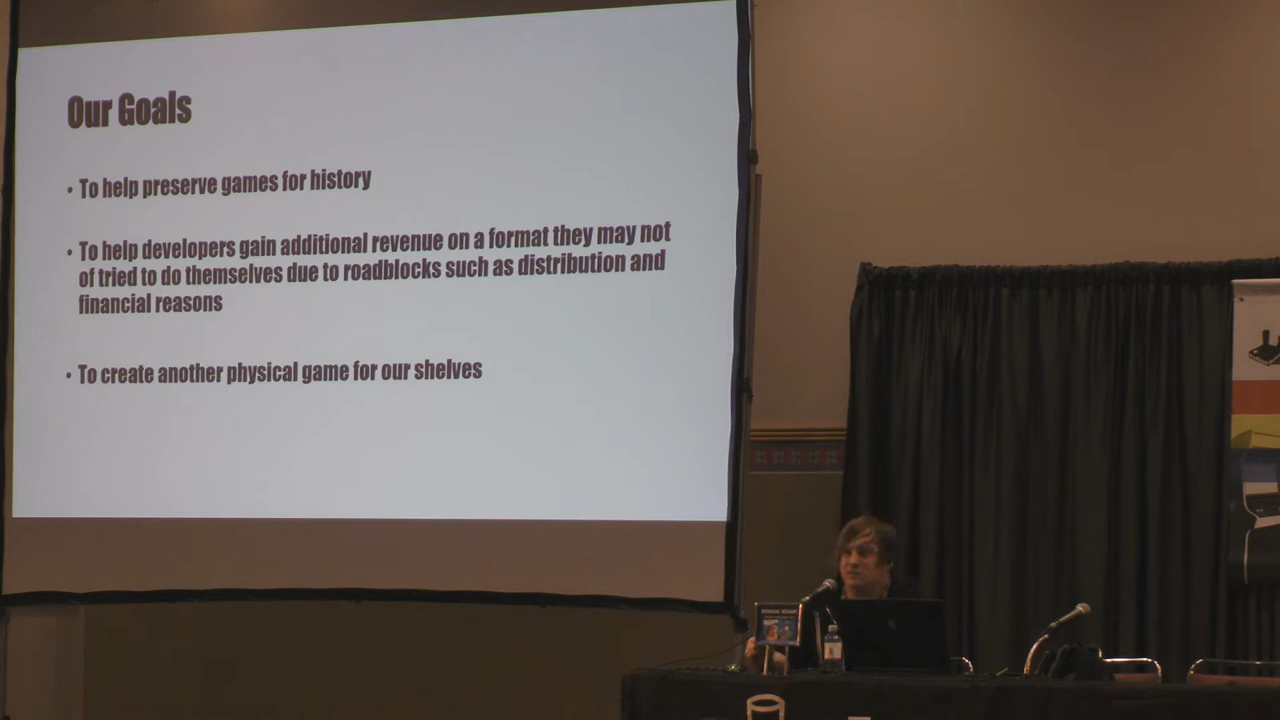 Our Goals
• To help preserve games for history
• To help developers gain additional revenue on a format they may not
of tried to do themselves due to roadblocks such as distribution and
financial reasons
• To create another physical game for our shelves